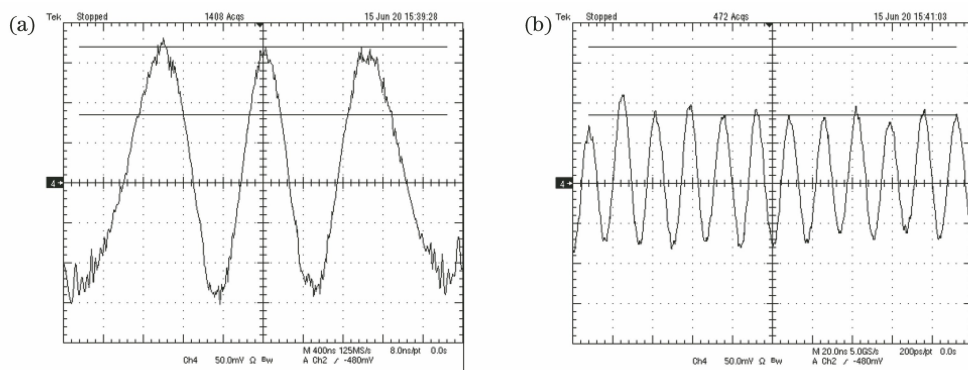 (a)
Tek Stopped 1408 Acqs 15 Jun 20 15:39:28
4
M 400ns 125MS/s 8.0ns/pt 0.0s
Ch4 50.0mV Ω Bw A Ch2 / -480mV
(b)
Tek Stopped 472 Acqs 15 Jun 20 15:41:03
4
M 20.0ns 5.0GS/s 200ps/pt 0.0s
Ch4 50.0mV Ω Bw A Ch2 / -480mV